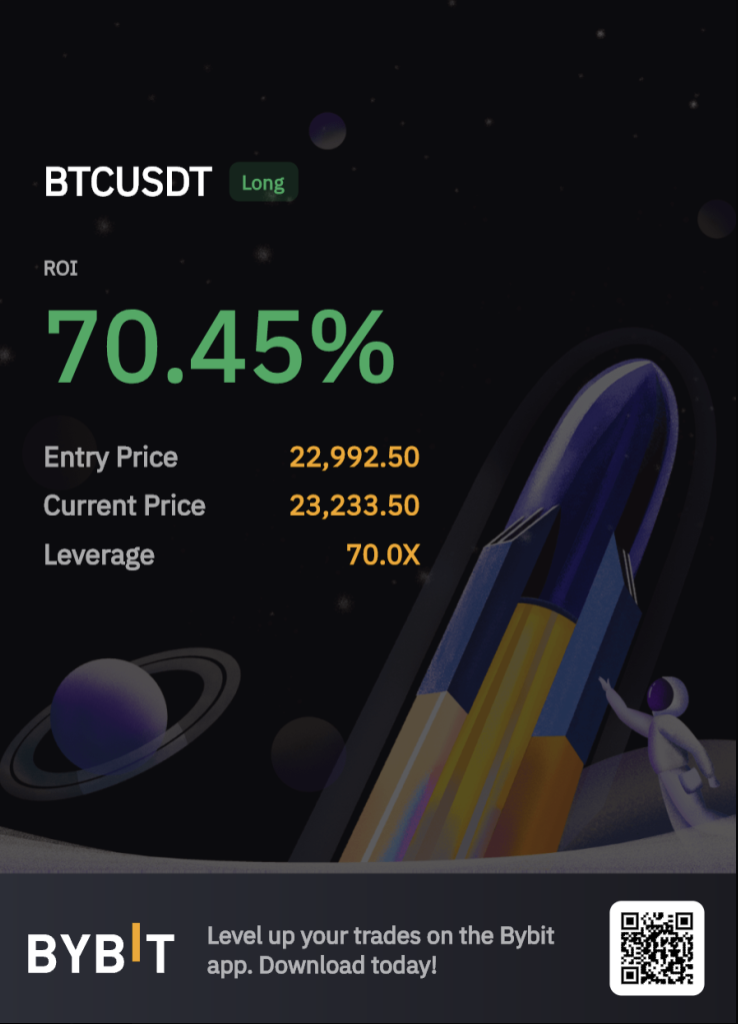 BTCUSDT Long
ROI
70.45%
Entry Price 22,992.50
Current Price 23,233.50
Leverage 70.0X
BYBIT
Level up your trades on the Bybit
app. Download today!